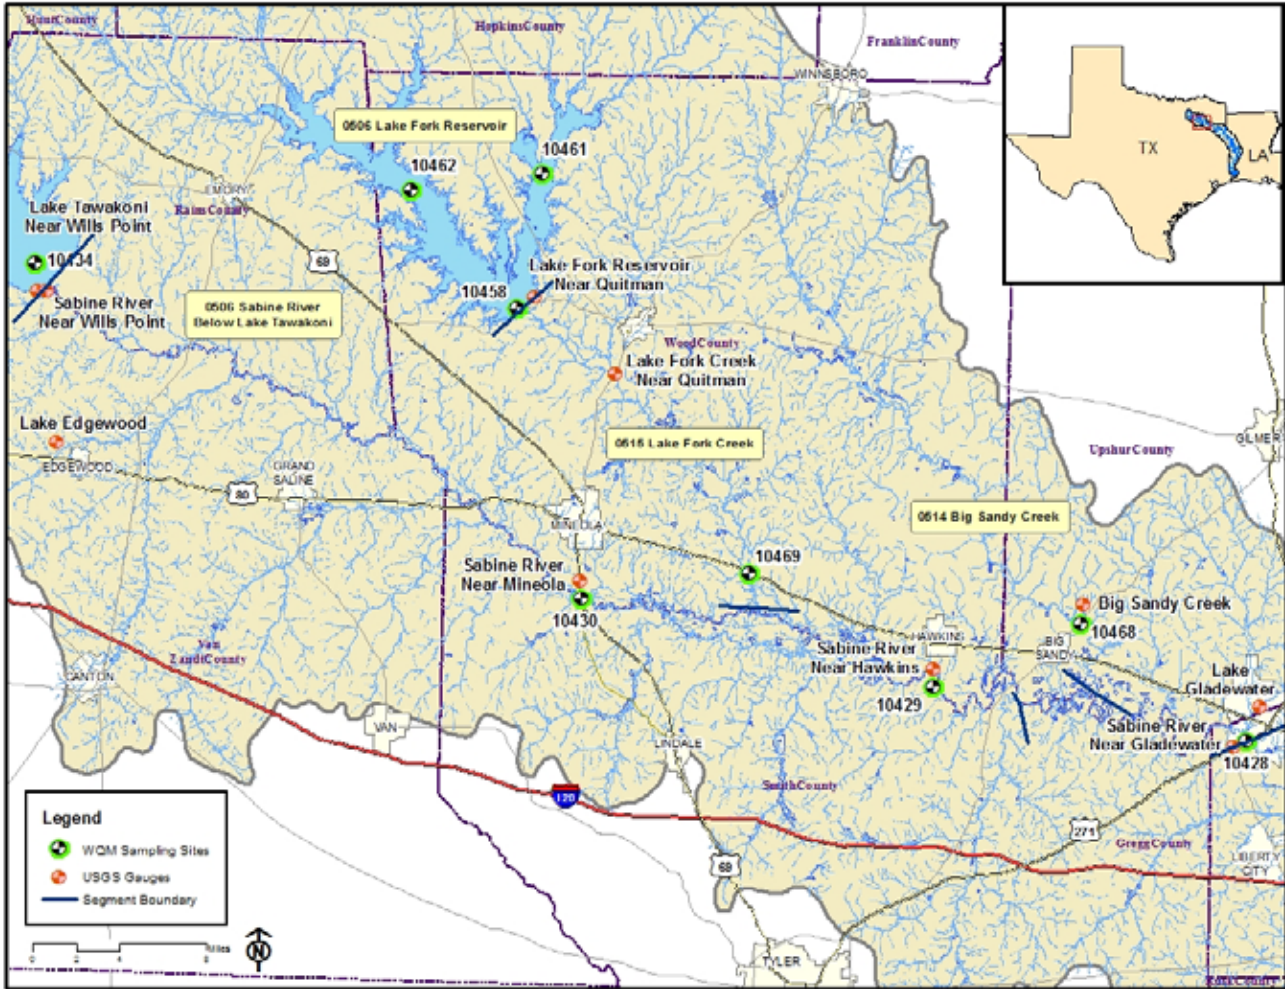 HuntCounty
HopkinsCounty
FranklinCounty
WINNSBORO
0506 Lake Fork Reservoir
10462
10461
TX
LA
EMORY
RainsCounty
Lake Tawakoni
Near Wills Point
69
Lake Fork Reservoir
Near Quitman
10458
Sabine River
Near Wills Point
0506 Sabine River
Below Lake Tawakoni
WoodCounty
Lake Fork Creek
Near Quitman
Lake Edgewood
EDGEWOOD
GRAND
SALINE
80
0515 Lake Fork Creek
UpshurCounty
GILMER
0514 Big Sandy Creek
MINEOLA
Sabine River
Near Mineola
10430
10469
Big Sandy Creek
10468
HAWKINS
BIG
SANDY
Sabine River
Near Hawkins
10429
Lake
Gladewater
Sabine River
Near Gladewater
10428
Van
ZandtCounty
CANTON
VAN
LINDALE
SmithCounty
120
271
GreggCounty
LIBERTY
CITY
69
TYLER
RuskCounty
Legend
WQM Sampling Sites
USGS Gauges
Segment Boundary
0 2 4 8 Miles
N